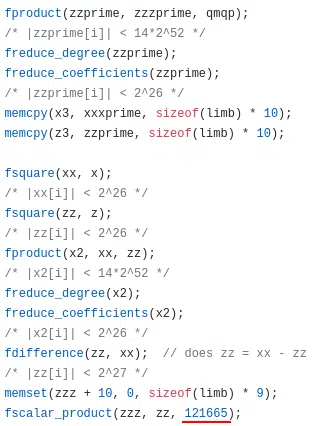 fproduct(zzprime, zzzprime, qmqp);
/* |zzprime[i]| < 14*2^52 */
freduce_degree(zzprime);
freduce_coefficients(zzprime);
/* |zzprime[i]| < 2^26 */
memcpy(x3, xxxprime, sizeof(limb) * 10);
memcpy(z3, zzprime, sizeof(limb) * 10);

fsquare(xx, x);
/* |xx[i]| < 2^26 */
fsquare(zz, z);
/* |zz[i]| < 2^26 */
fproduct(x2, xx, zz);
/* |x2[i]| < 14*2^52 */
freduce_degree(x2);
freduce_coefficients(x2);
/* |x2[i]| < 2^26 */
fdifference(zz, xx);  // does zz = xx - zz
/* |zz[i]| < 2^27 */
memset(zzz + 10, 0, sizeof(limb) * 9);
fscalar_product(zzz, zz, 121665);